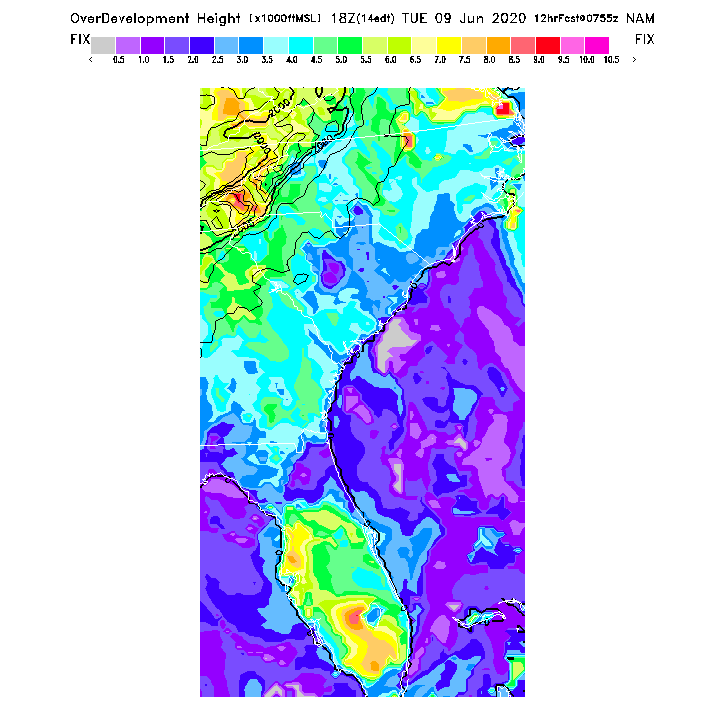 OverDevelopment Height [x1000ftMSL] 18Z(14edt) TUE 09 Jun 2020 12hrFcst@0755z NAM
FIX FIX
< 0.5 1.0 1.5 2.0 2.5 3.0 3.5 4.0 4.5 5.0 5.5 6.0 6.5 7.0 7.5 8.0 8.5 9.0 9.5 10.0 10.5 >
2000
2000